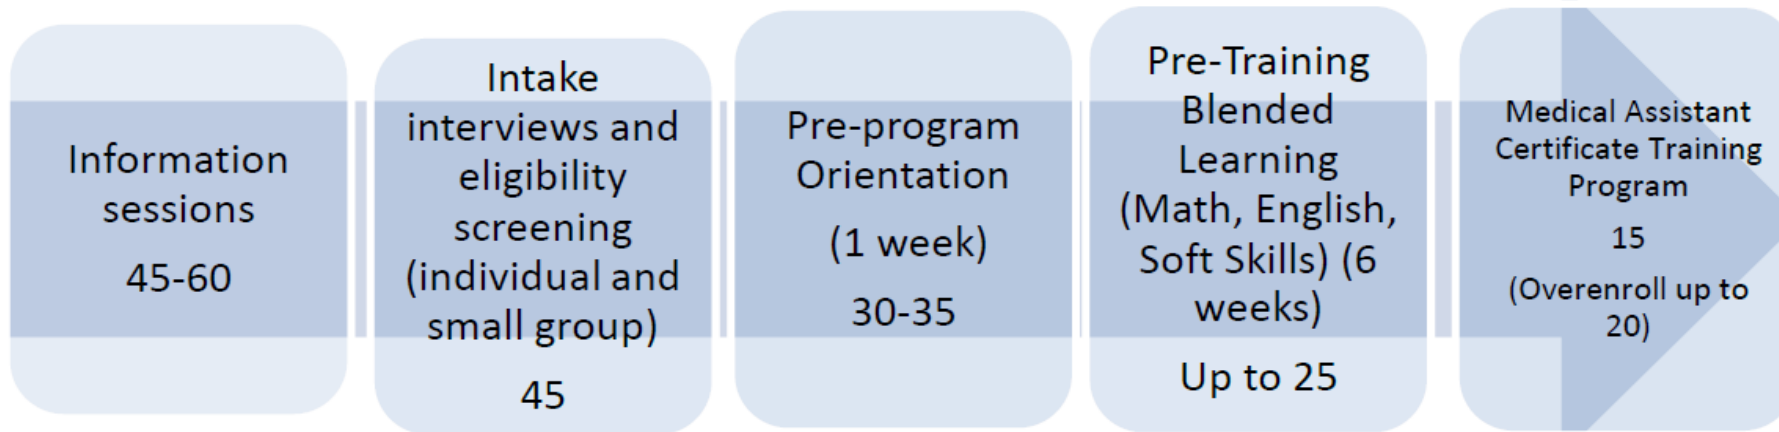 Information
sessions
45-60
Intake
interviews and
eligibility
screening
(individual and
small group)
45
Pre-program
Orientation
(1 week)
30-35
Pre-Training
Blended
Learning
(Math, English,
Soft Skills) (6
weeks)
Up to 25
Medical Assistant
Certificate Training
Program
15
(Overenroll up to
20)